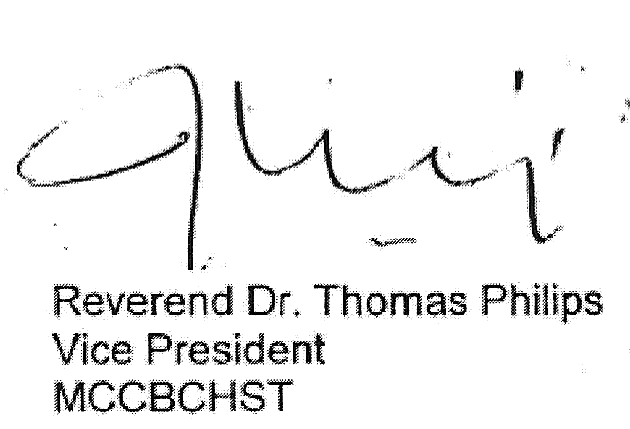 Reverend Dr. Thomas Philips
Vice President
MCCBCHST